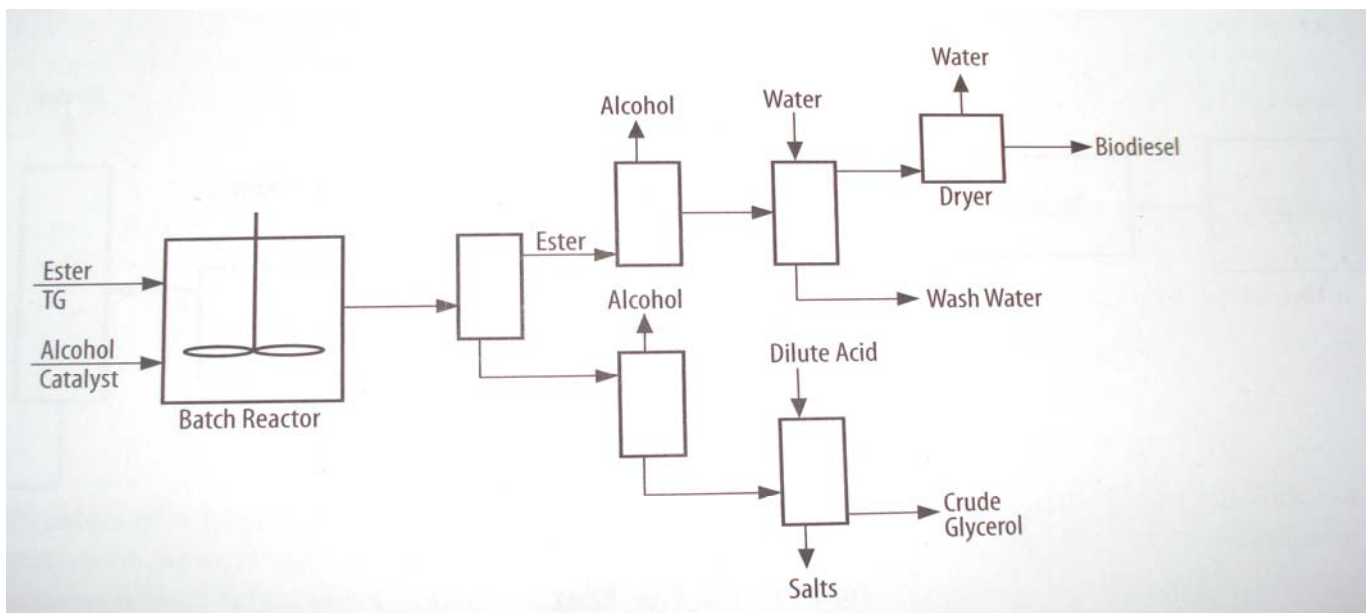 Water
Alcohol
Water
Biodiesel
Dryer
Ester
Ester
TG
Wash Water
Alcohol
Alcohol
Catalyst
Dilute Acid
Batch Reactor
Crude
Glycerol
Salts